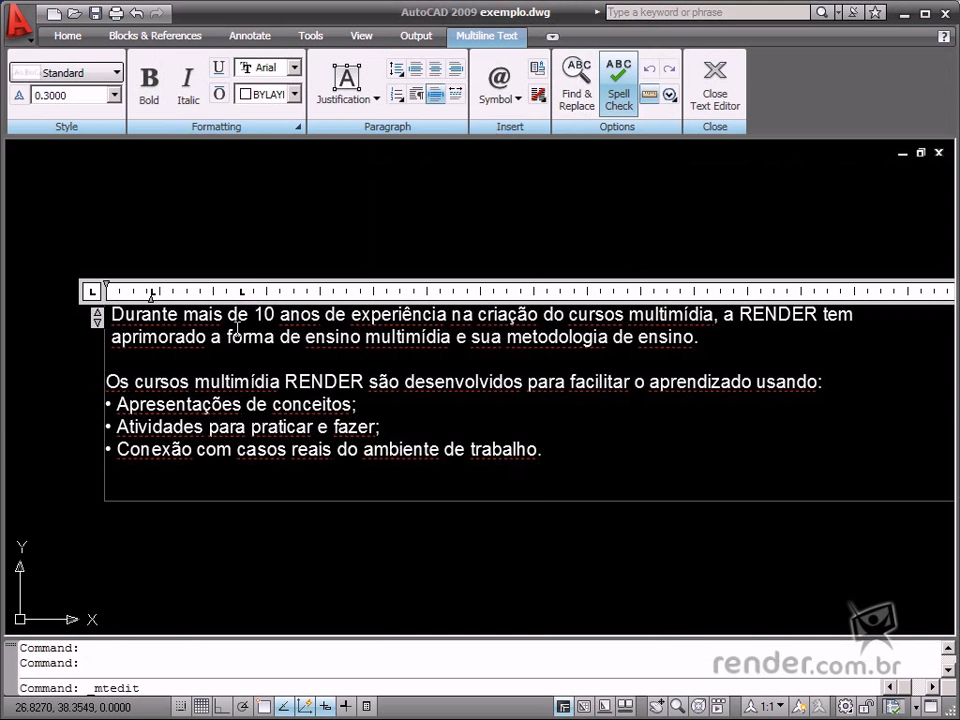 AutoCAD 2009 exemplo.dwg
Type a keyword or phrase
Home Blocks & References Annotate Tools View Output Multiline Text
Standard
0.3000
Style
Bold Italic U O Arial BYLAYI
Formatting
A
Justification
Paragraph
@
Symbol
Insert
ABC
Find & Replace
ABC
Spell Check
Options
Close Text Editor
Close
L
Durante mais de 10 anos de experiência na criação do cursos multimídia, a RENDER tem
aprimorado a forma de ensino multimídia e sua metodologia de ensino.
Os cursos multimídia RENDER são desenvolvidos para facilitar o aprendizado usando:
• Apresentações de conceitos;
• Atividades para praticar e fazer;
• Conexão com casos reais do ambiente de trabalho.
Y
X
render.com.br
Command:
Command:
Command: _mtedit
26.8270, 38.3549, 0.0000
1:1